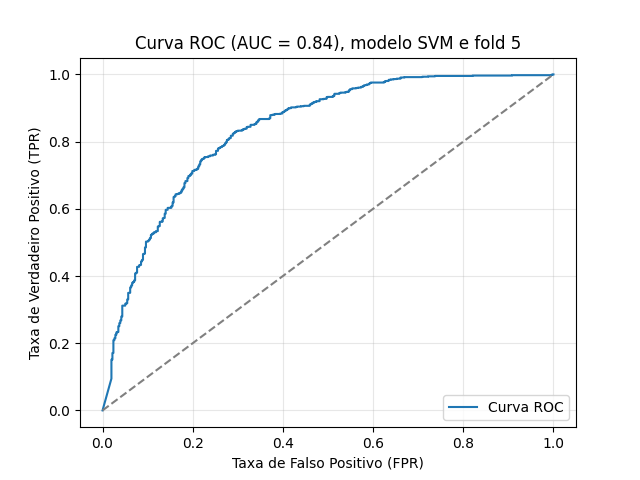 Curva ROC (AUC = 0.84), modelo SVM e fold 5
1.0
0.8
0.6
0.4
0.2
0.0
Taxa de Verdadeiro Positivo (TPR)
Curva ROC
0.0 0.2 0.4 0.6 0.8 1.0
Taxa de Falso Positivo (FPR)